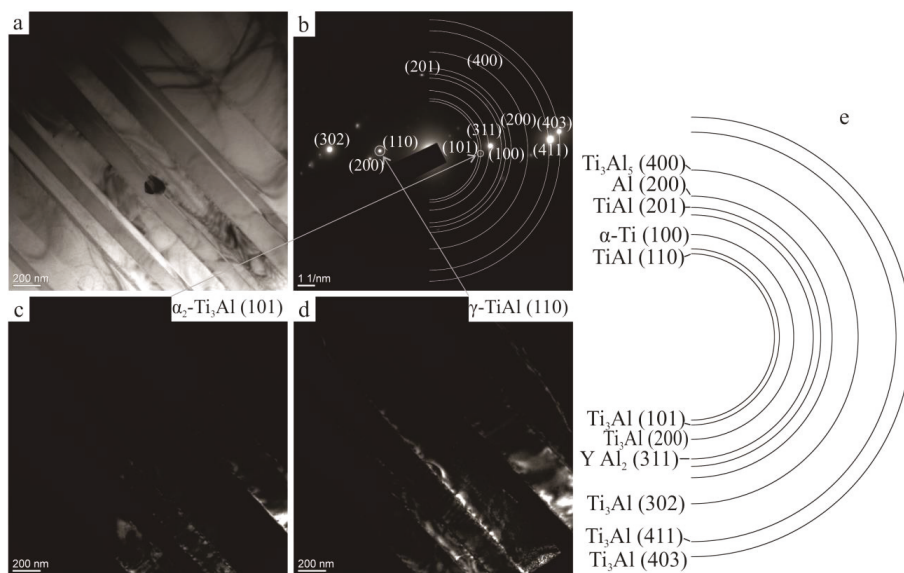 a
200 nm
b
(400)
(201)
(302)
(110)
(200)
(101)
(311)
(100)
(200)
(403)
(411)
1 1/nm
c
α₂-Ti₃Al (101)
200 nm
d
γ-TiAl (110)
200 nm
e
Ti₃Al₅ (400)
Al (200)
TiAl (201)
α-Ti (100)
TiAl (110)
Ti₃Al (101)
Ti₃Al (200)
Y Al₂ (311)
Ti₃Al (302)
Ti₃Al (411)
Ti₃Al (403)